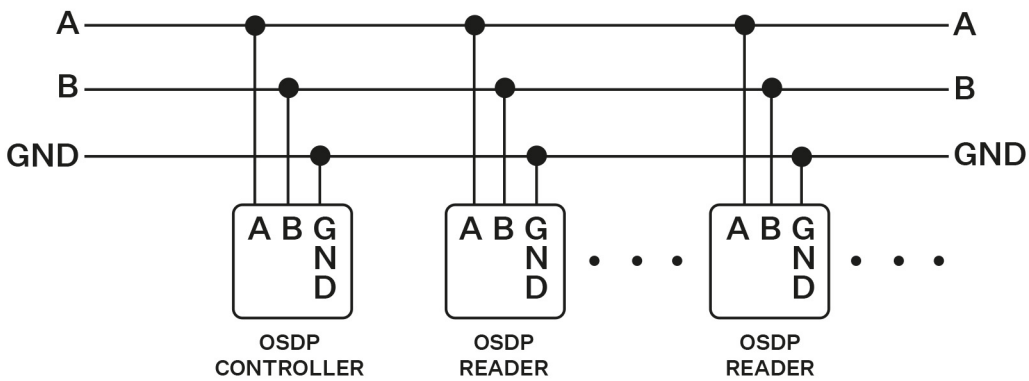 A A
B B
GND GND
A B G
N
D
A B G
N
D
A B G
N
D
OSDP
CONTROLLER
OSDP
READER
OSDP
READER